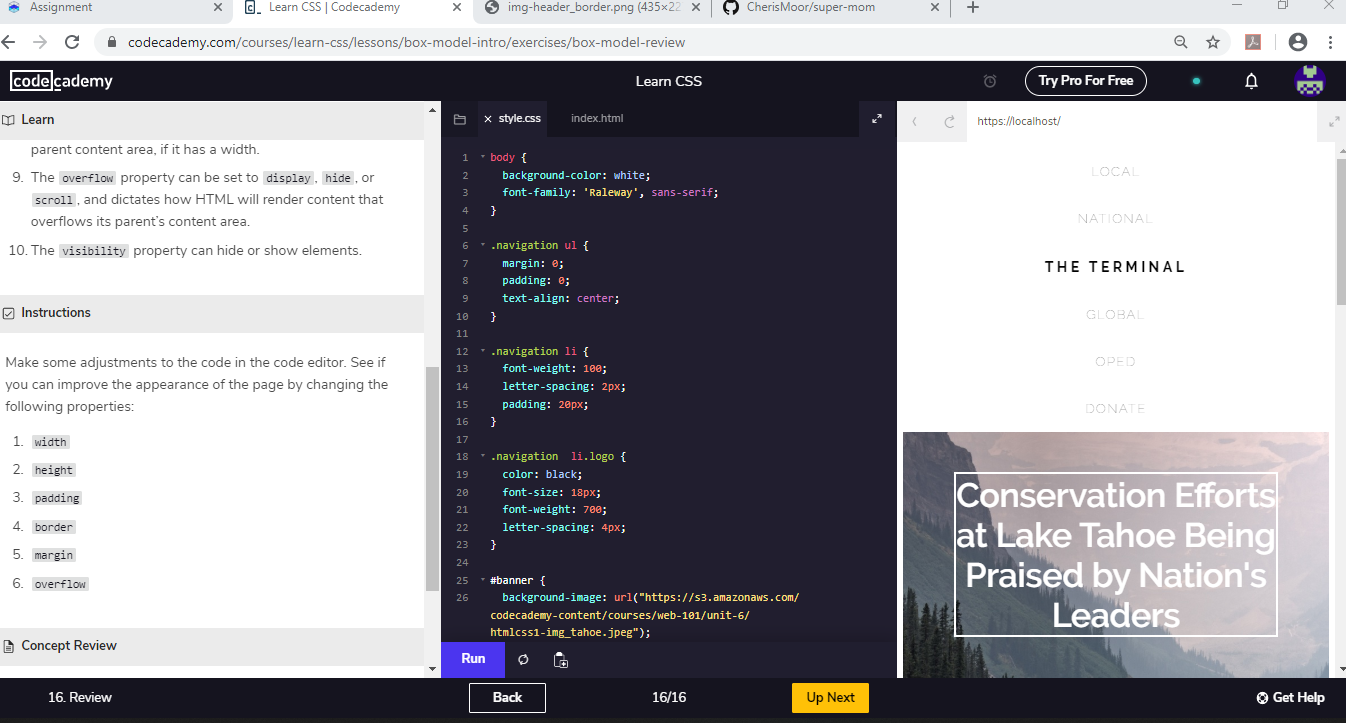 Assignment
Learn CSS | Codecademy
img-header_border.png (435×22
CherisMoor/super-mom
codecademy.com/courses/learn-css/lessons/box-model-intro/exercises/box-model-review
codecademy
Learn CSS
Try Pro For Free
Learn
parent content area, if it has a width.
9. The overflow property can be set to display, hide, or
scroll, and dictates how HTML will render content that
overflows its parent's content area.
10. The visibility property can hide or show elements.
Instructions
Make some adjustments to the code in the code editor. See if
you can improve the appearance of the page by changing the
following properties:
1. width
2. height
3. padding
4. border
5. margin
6. overflow
Concept Review
style.css
index.html
1 body {
2 background-color: white;
3 font-family: 'Raleway', sans-serif;
4 }
5
6 .navigation ul {
7 margin: 0;
8 padding: 0;
9 text-align: center;
10 }
11
12 .navigation li {
13 font-weight: 100;
14 letter-spacing: 2px;
15 padding: 20px;
16 }
17
18 .navigation  li.logo {
19 color: black;
20 font-size: 18px;
21 font-weight: 700;
22 letter-spacing: 4px;
23 }
24
25 #banner {
26 background-image: url("https://s3.amazonaws.com/
codecademy-content/courses/web-101/unit-6/
htmlcss1-img_tahoe.jpeg");
Run
https://localhost/
LOCAL
NATIONAL
THE TERMINAL
GLOBAL
OPED
DONATE
Conservation Efforts
at Lake Tahoe Being
Praised by Nation's
Leaders
16. Review
Back
16/16
Up Next
Get Help